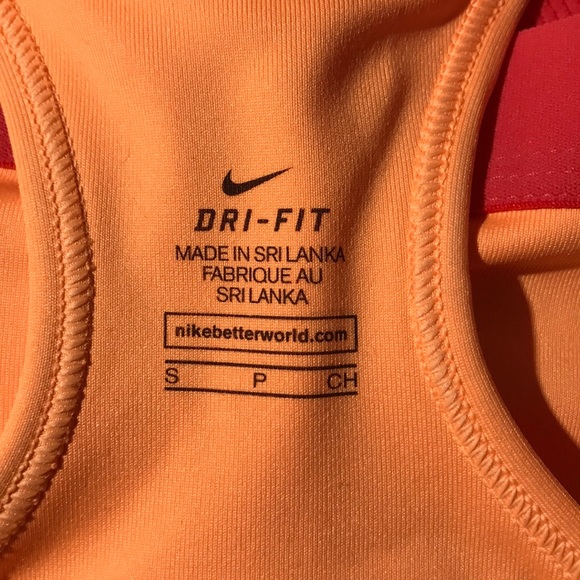 DRI-FIT
MADE IN SRI LANKA
FABRIQUE AU
SRI LANKA
nikebetterworld.com
S P CH